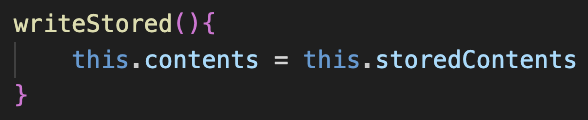 writeStored(){
    this.contents = this.storedContents
}